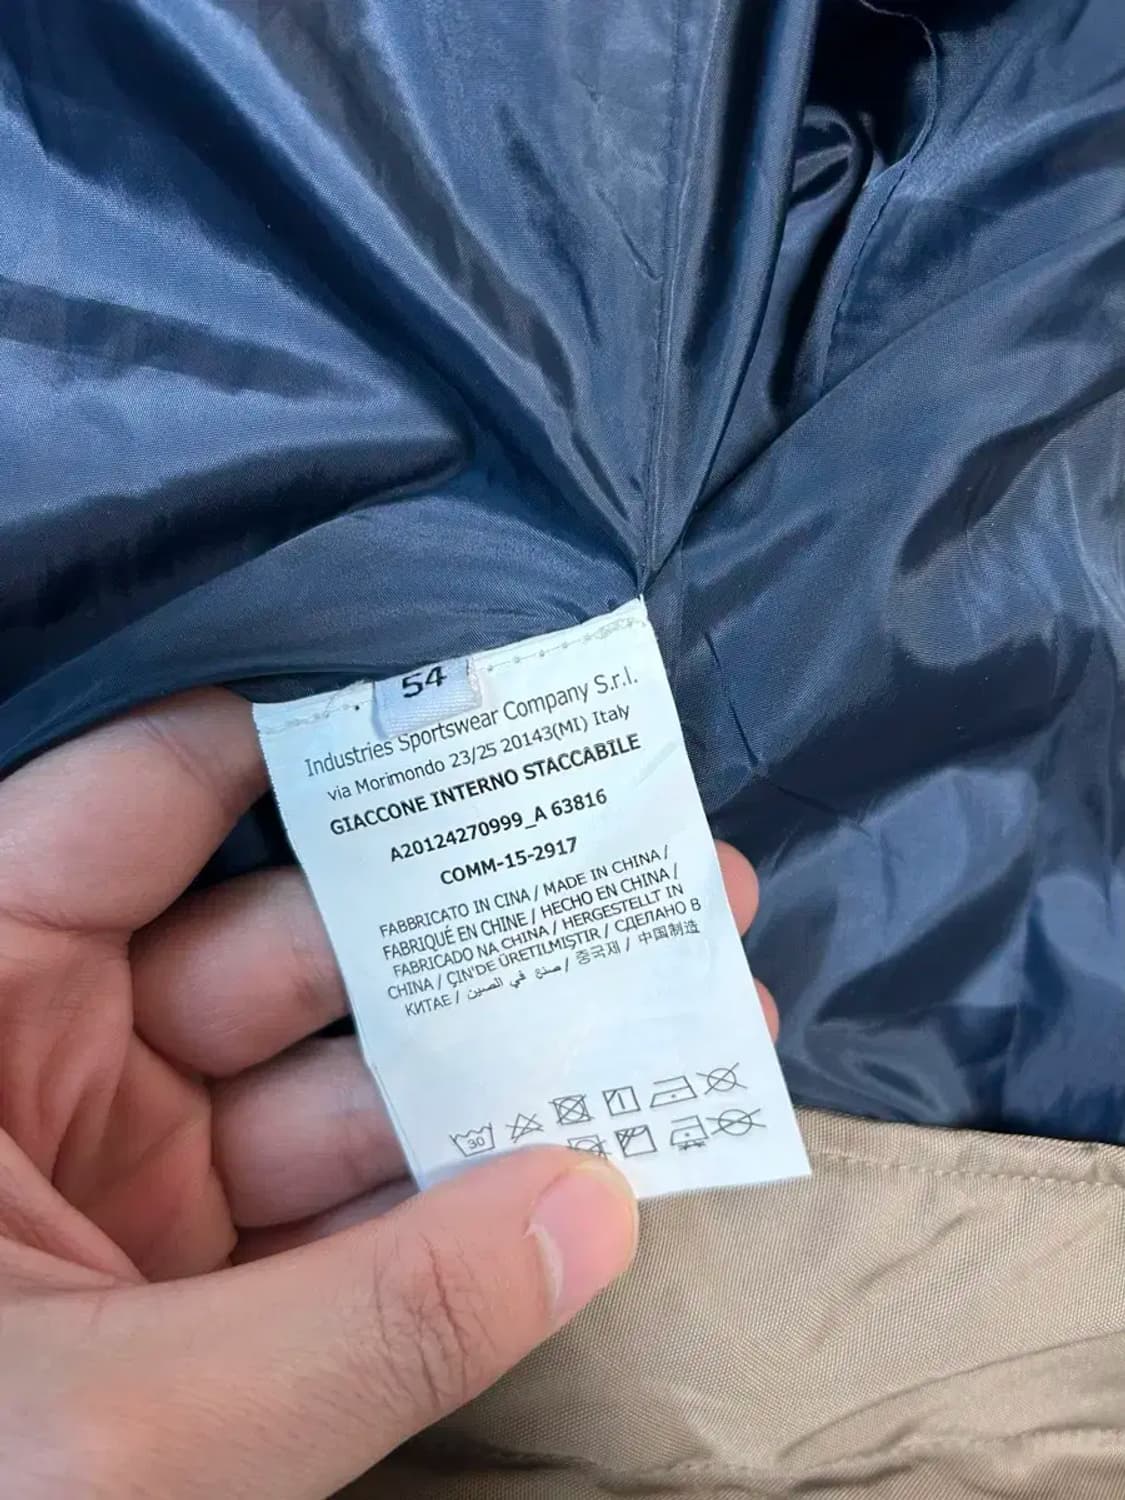 54
Industries Sportswear Company S.r.l.
via Morimondo 23/25 20143(MI) Italy
GIACCONE INTERNO STACCABILE
A20124270999_A 63816
COMM-15-2917
FABBRICATO IN CINA / MADE IN CHINA /
FABRIQUÉ EN CHINE / HECHO EN CHINA /
FABRICADO NA CHINA / HERGESTELLT IN
CHINA / ÇIN'DE ÜRETILMIŞTIR / СДЕЛАНО В
КИТАЕ / صنع في الصين / 중국제 / 中国制造
30